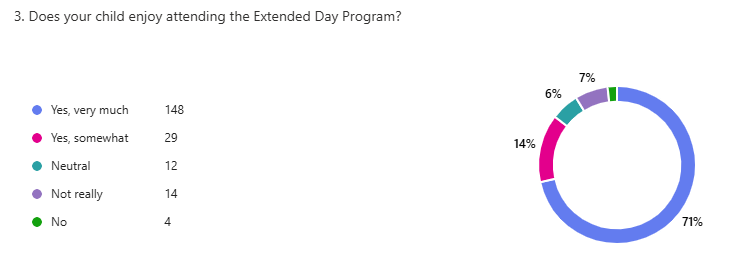 3. Does your child enjoy attending the Extended Day Program?
Yes, very much 148
Yes, somewhat 29
Neutral 12
Not really 14
No 4
7%
6%
14%
71%